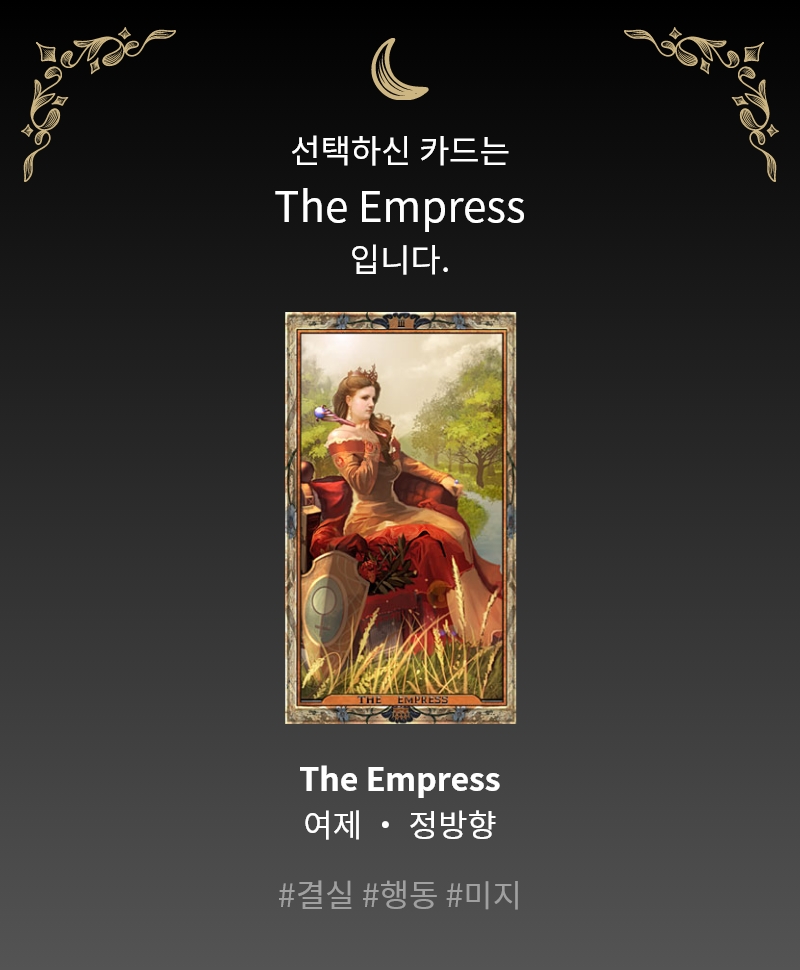 선택하신 카드는
The Empress
입니다.
III
THE EMPRESS
The Empress
여제 • 정방향
#결실 #행동 #미지